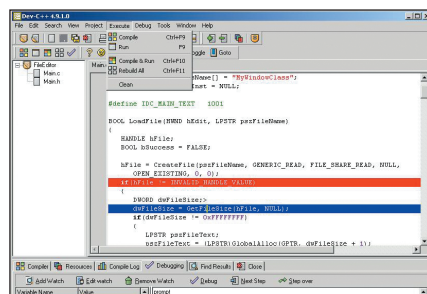 Dev-C++ 4.9.1.0
File Edit Search View Project Execute Debug Tools Window Help
Compile Ctrl+F9
Run F9
Compile & Run Ctrl+F10
Rebuild All Ctrl+F11
Clean
Toggle Goto
FileEditor
Main.c
Main.h
Main
Name[] = "MyWindowClass";
Inst = NULL;
#define IDC_MAIN_TEXT 1001
BOOL LoadFile(HWND hEdit, LPSTR pszFileName)
{
HANDLE hFile;
BOOL bSuccess = FALSE;
hFile = CreateFile(pszFileName, GENERIC_READ, FILE_SHARE_READ, NULL,
OPEN_EXISTING, 0, 0);
if(hFile != INVALID_HANDLE_VALUE)
{
DWORD dwFileSize;
dwFileSize = GetFileSize(hFile, NULL);
if(dwFileSize != 0xFFFFFFFF)
{
LPSTR pszFileText;
pszFileText = (LPSTR)GlobalAlloc(GPTR, dwFileSize + 1);
Compiler Resources Compile Log Debugging Find Results Close
Add Watch Edit watch Remove Watch Debug Next Step Step over
Variable Name Value prompt